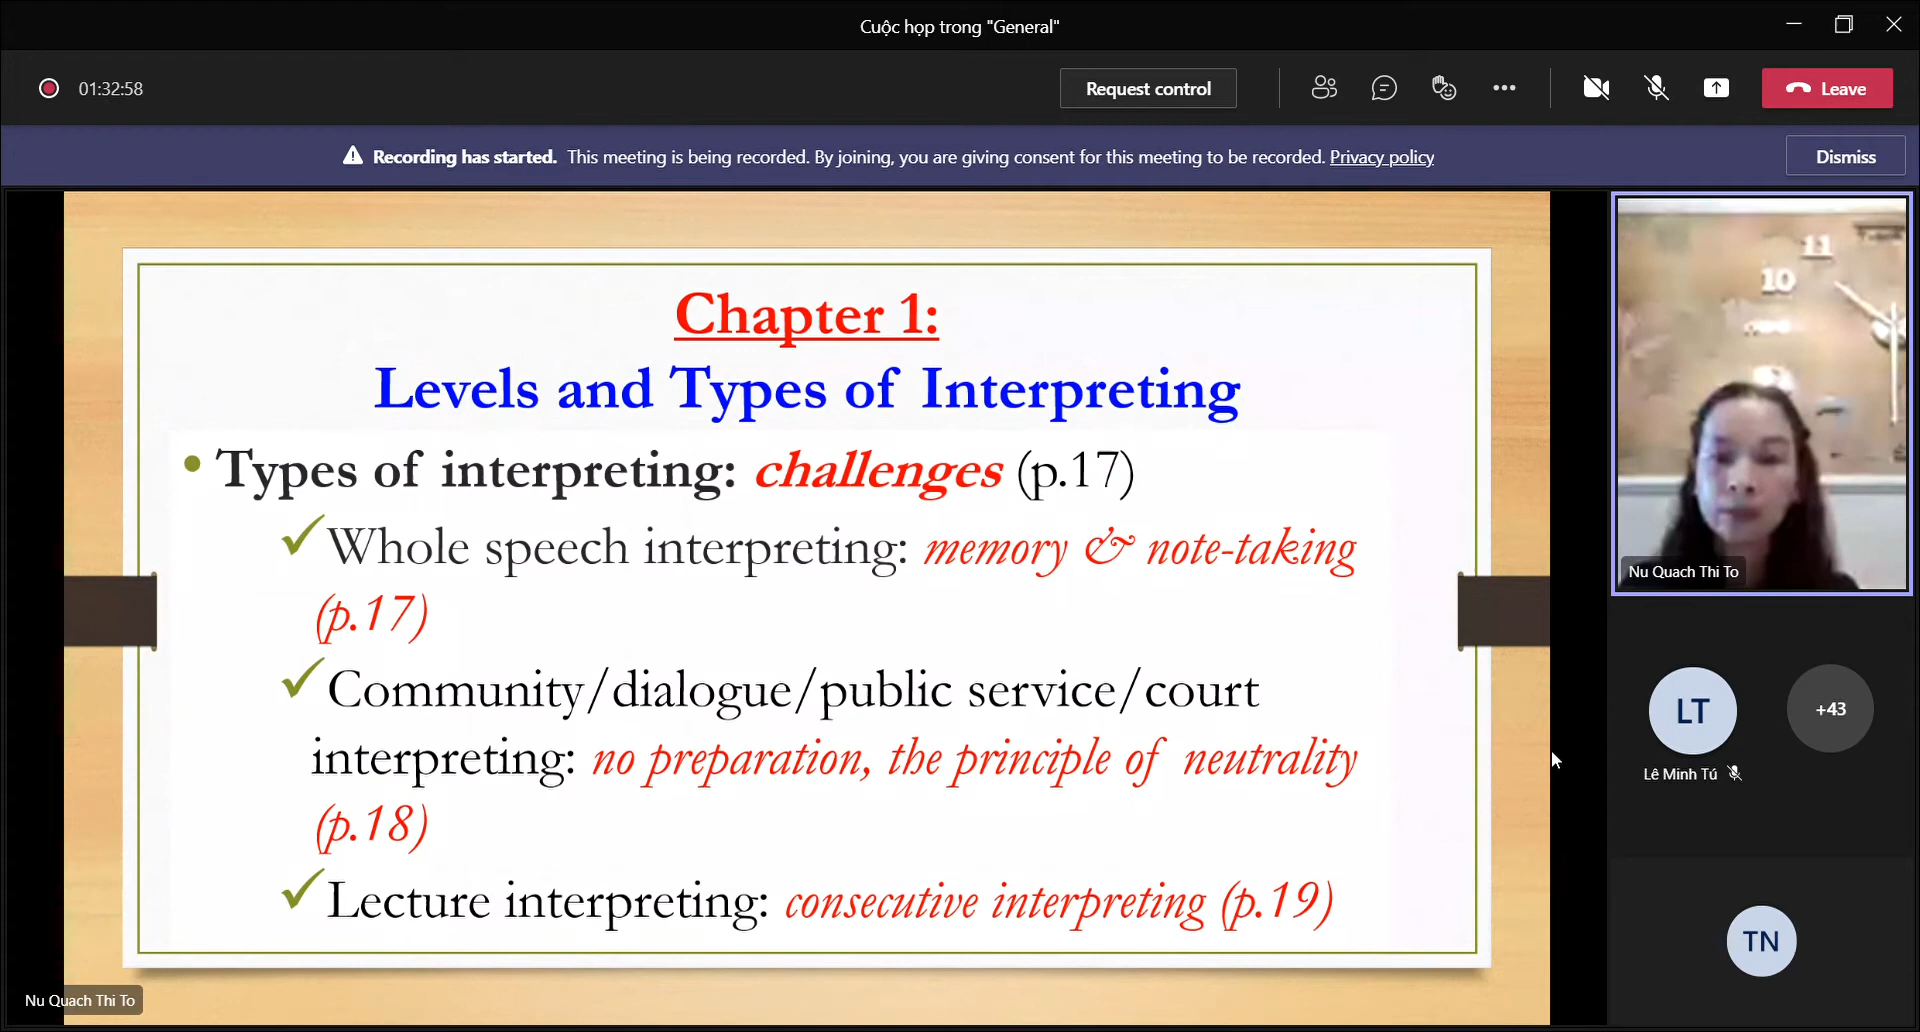 Cuộc họp trong "General"
01:32:58
Request control
Leave
Recording has started. This meeting is being recorded. By joining, you are giving consent for this meeting to be recorded. Privacy policy
Dismiss
Chapter 1:
Levels and Types of Interpreting
• Types of interpreting: challenges (p.17)
✓Whole speech interpreting: memory & note-taking
(p.17)
✓Community/dialogue/public service/court
interpreting: no preparation, the principle of neutrality
(p.18)
✓Lecture interpreting: consecutive interpreting (p.19)
Nu Quach Thi To
11
10
Nu Quach Thi To
LT
+43
Lê Minh Tú
TN